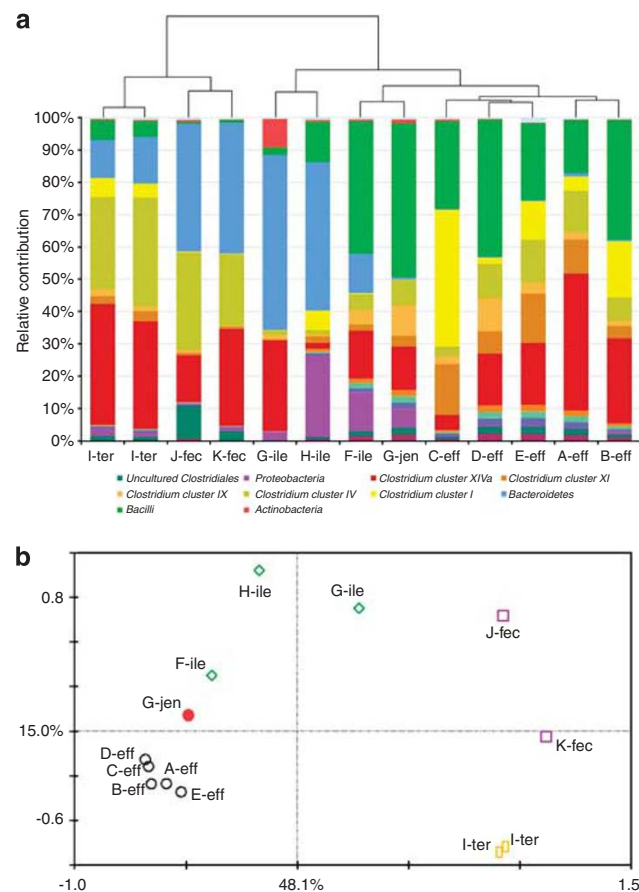 a
100%
90%
80%
70%
60%
50%
40%
30%
20%
10%
0%
Relative contribution
I-ter I-ter J-fec K-fec G-ile H-ile F-ile G-jen C-eff D-eff E-eff A-eff B-eff
Uncultured Clostridiales Proteobacteria Clostridium cluster XIVa Clostridium cluster XI
Clostridium cluster IX Clostridium cluster IV Clostridium cluster I Bacteroidetes
Bacilli Actinobacteria
b
0.8
H-ile G-ile
J-fec
F-ile
G-jen
15.0%
K-fec
D-eff
C-eff A-eff
B-eff E-eff
-0.6
I-ter I-ter
-1.0 48.1% 1.5